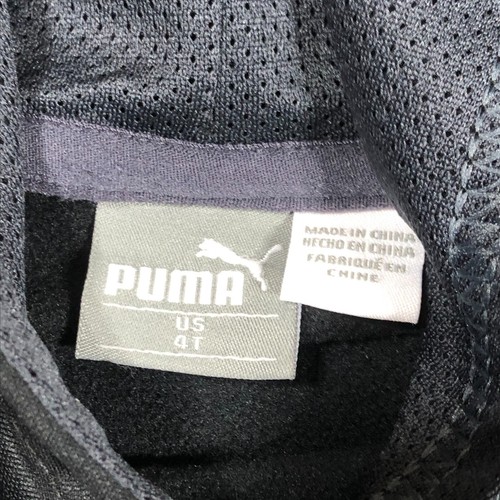 PUMA
US
4T
MADE IN CHINA
HECHO EN CHINA
FABRIQUÉ EN
CHINE